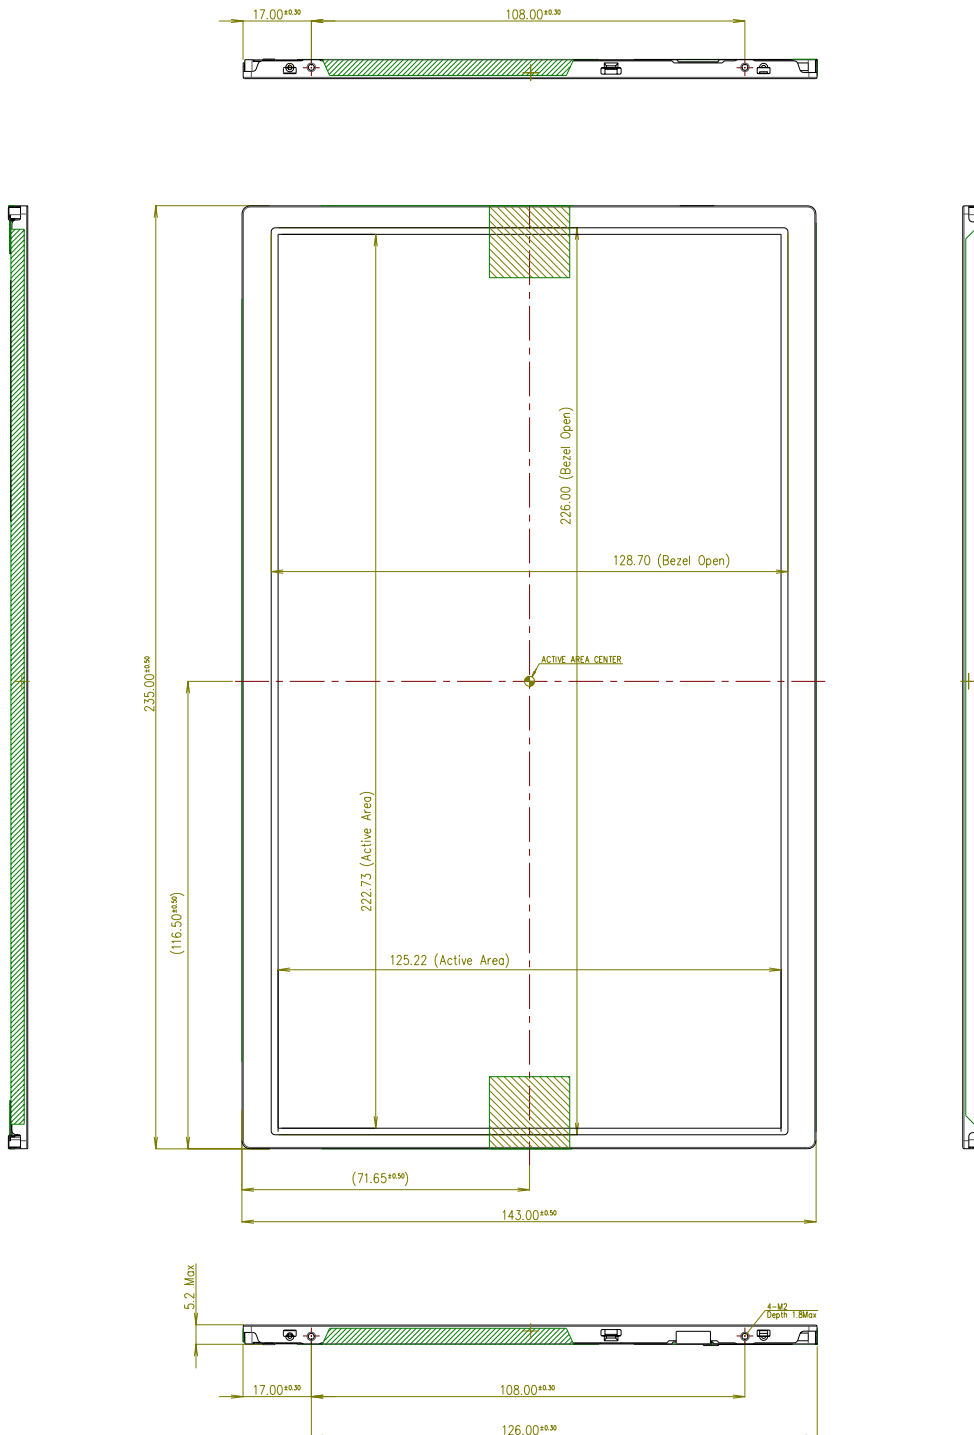 17.00±0.30
108.00±0.30
226.00 (Bezel Open)
128.70 (Bezel Open)
ACTIVE AREA CENTER
235.00±0.50
222.73 (Active Area)
(116.50±0.50)
125.22 (Active Area)
(71.65±0.50)
143.00±0.50
5.2 Max
4-M2
Depth 1.8Max
17.00±0.30
108.00±0.30
126.00±0.30